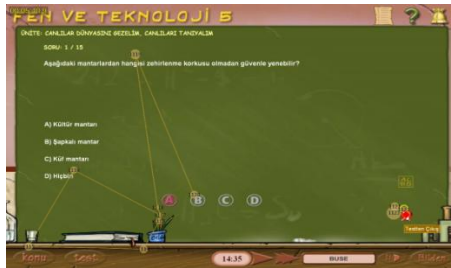 FEN VE TEKNOLOJİ 5
ÜNİTE: CANLILAR DÜNYASINI GEZELİM, CANLILARI TANIYALIM
SORU: 1 / 15
Aşağıdaki mantarlardan hangisi zehirlenme korkusu olmadan güvenle yenebilir?
A) Kültür mantarı
B) Şapkalı mantar
C) Küf mantarı
D) Hiçbiri
A B C D
Testten Çıkış
Konu
Test
14:35
BUSE